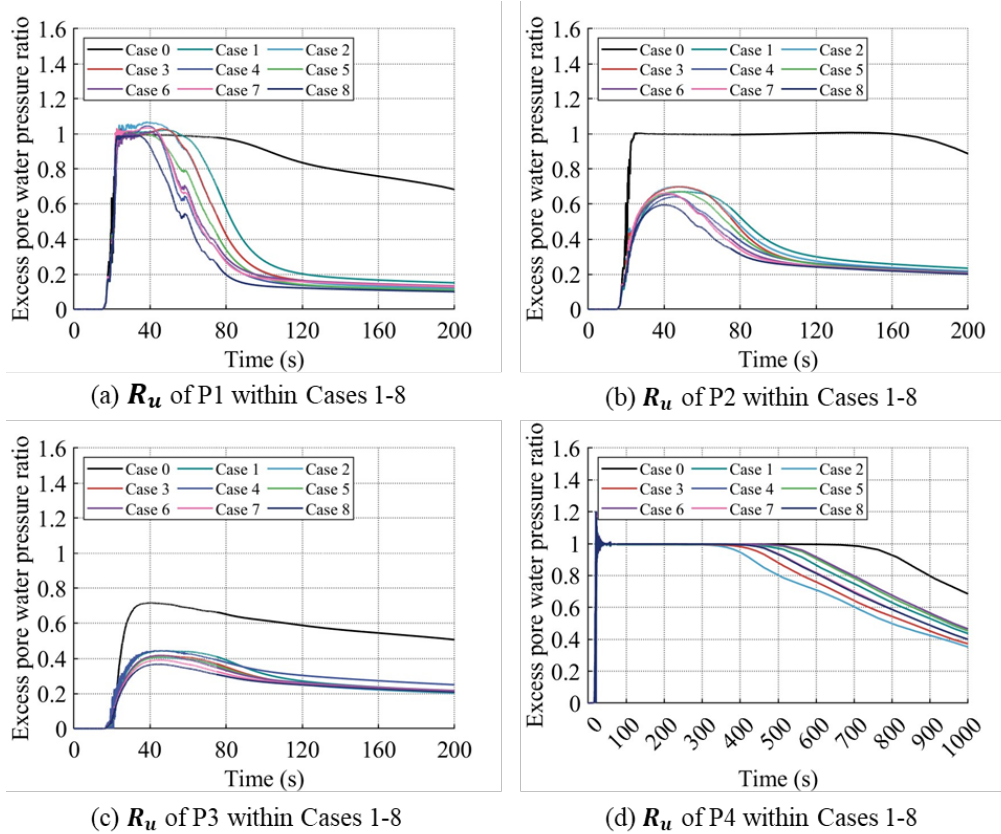 Excess pore water pressure ratio
1.6
1.4
1.2
1
0.8
0.6
0.4
0.2
0
Case 0 Case 1 Case 2
Case 3 Case 4 Case 5
Case 6 Case 7 Case 8
0 40 80 120 160 200
Time (s)
(a) R_u of P1 within Cases 1-8
Excess pore water pressure ratio
1.6
1.4
1.2
1
0.8
0.6
0.4
0.2
0
Case 0 Case 1 Case 2
Case 3 Case 4 Case 5
Case 6 Case 7 Case 8
0 40 80 120 160 200
Time (s)
(b) R_u of P2 within Cases 1-8
Excess pore water pressure ratio
1.6
1.4
1.2
1
0.8
0.6
0.4
0.2
0
Case 0 Case 1 Case 2
Case 3 Case 4 Case 5
Case 6 Case 7 Case 8
0 40 80 120 160 200
Time (s)
(c) R_u of P3 within Cases 1-8
Excess pore water pressure ratio
1.6
1.4
1.2
1
0.8
0.6
0.4
0.2
0
Case 0 Case 1 Case 2
Case 3 Case 4 Case 5
Case 6 Case 7 Case 8
0 100 200 300 400 500 600 700 800 900 1000
Time (s)
(d) R_u of P4 within Cases 1-8